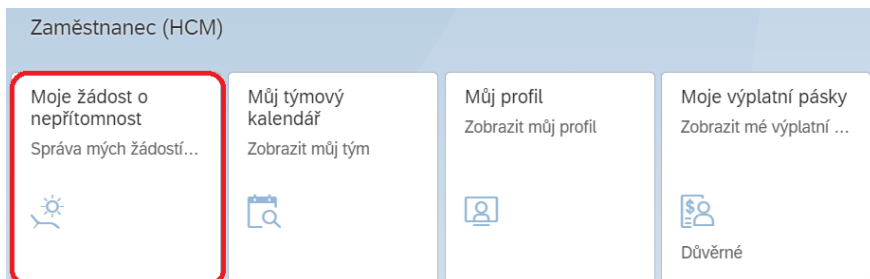 Zaměstnanec (HCM)
Moje žádost o
nepřítomnost
Správa mých žádostí...
Můj týmový
kalendář
Zobrazit můj tým
Můj profil
Zobrazit můj profil
Moje výplatní pásky
Zobrazit mé výplatní ...
$
Důvěrné